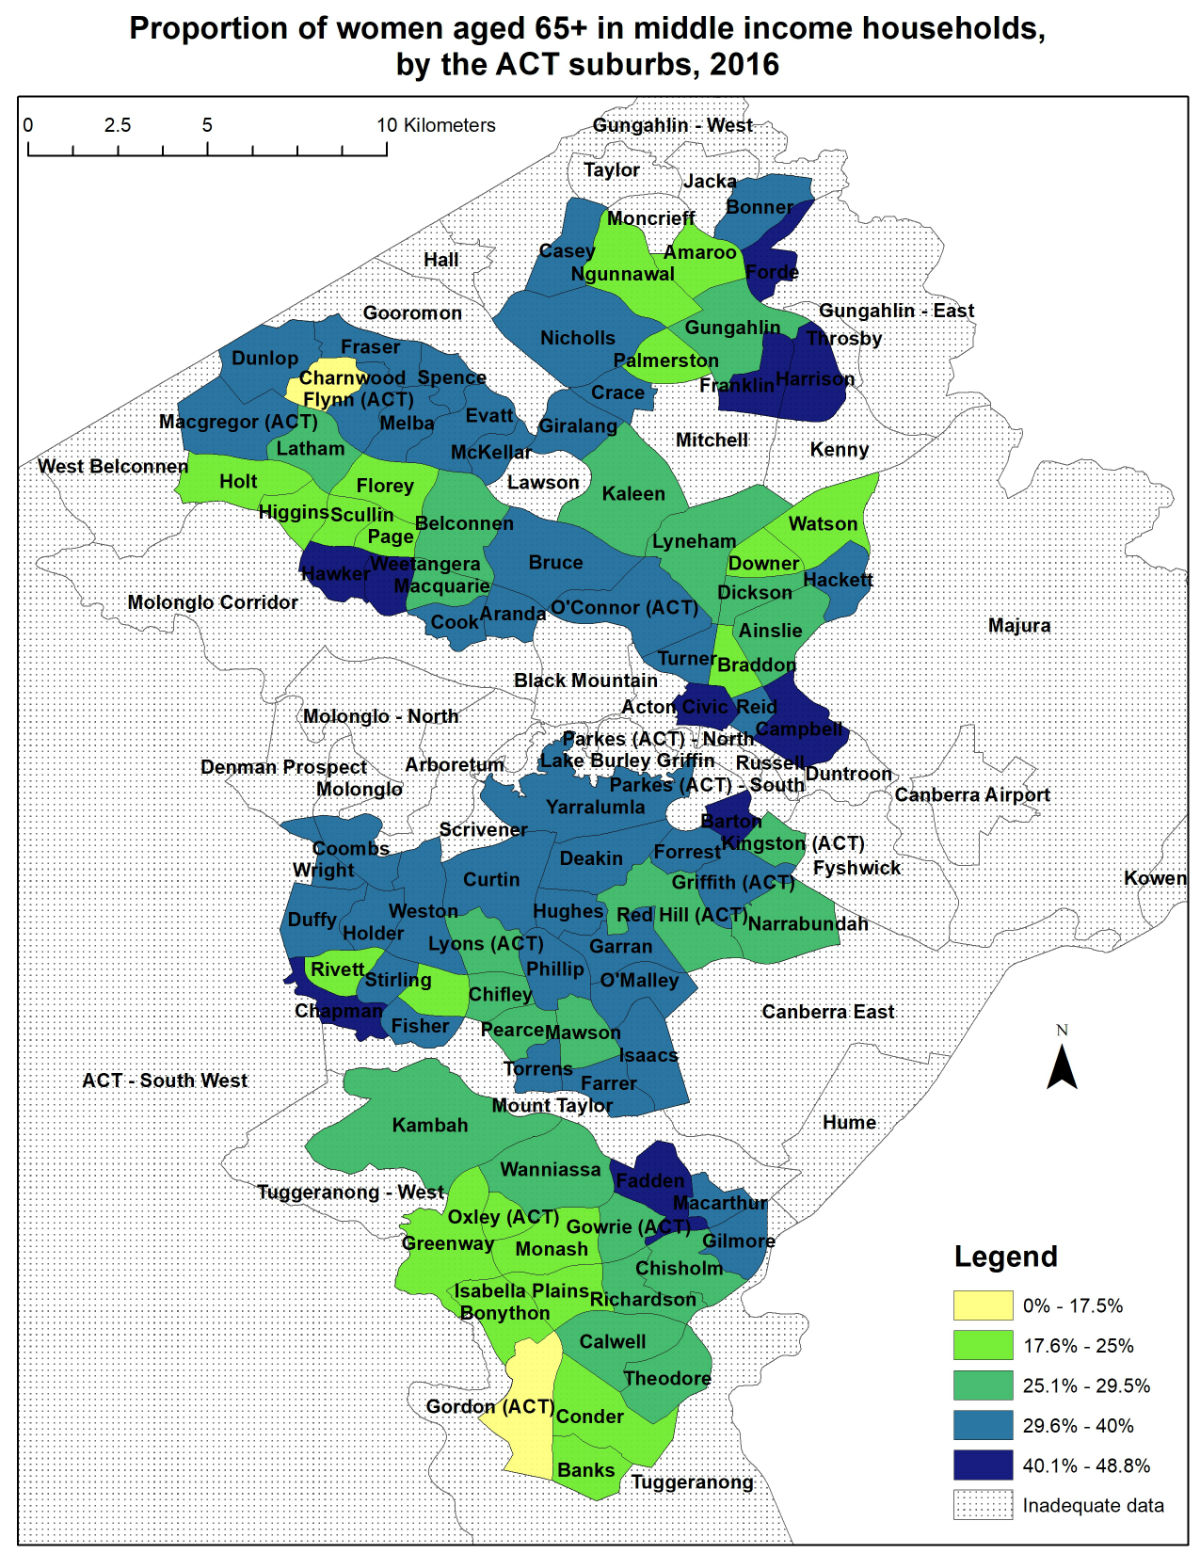 Proportion of women aged 65+ in middle income households,
by the ACT suburbs, 2016
0 2.5 5 10 Kilometers
Gungahlin - West
Taylor
Jacka
Bonner
Moncrieff
Casey
Amaroo
Hall
Ngunnawal
Forde
Gooromon
Gungahlin - East
Gungahlin
Nicholls
Throsby
Fraser
Dunlop
Palmerston
Charnwood
Spence
Franklin
Harrison
Crace
Flynn (ACT)
Evatt
Macgregor (ACT)
Melba
Giralang
Mitchell
Latham
McKellar
Kenny
West Belconnen
Holt
Florey
Lawson
Kaleen
Higgins
Scullin
Belconnen
Watson
Page
Lyneham
Weetangera
Bruce
Downer
Hawker
Macquarie
Hackett
Dickson
Molonglo Corridor
O'Connor (ACT)
Aranda
Cook
Ainslie
Majura
Turner
Braddon
Black Mountain
Acton
Civic
Reid
Molonglo - North
Campbell
Parkes (ACT) - North
Lake Burley Griffin
Russell
Denman Prospect
Arboretum
Duntroon
Parkes (ACT) - South
Molonglo
Canberra Airport
Yarralumla
Barton
Scrivener
Kingston (ACT)
Coombs
Forrest
Deakin
Wright
Fyshwick
Curtin
Griffith (ACT)
Kowen
Weston
Hughes
Red Hill (ACT)
Duffy
Narrabundah
Holder
Lyons (ACT)
Garran
Rivett
Phillip
Stirling
O'Malley
Chifley
Chapman
Canberra East
Fisher
Pearce
Mawson
N
Isaacs
Torrens
ACT - South West
Farrer
Mount Taylor
Kambah
Hume
Wanniassa
Fadden
Tuggeranong - West
Macarthur
Oxley (ACT)
Gowrie (ACT)
Greenway
Monash
Gilmore
Chisholm
Isabella Plains
Richardson
Bonython
Calwell
Theodore
Gordon (ACT)
Conder
Banks
Tuggeranong
Legend
0% - 17.5%
17.6% - 25%
25.1% - 29.5%
29.6% - 40%
40.1% - 48.8%
Inadequate data